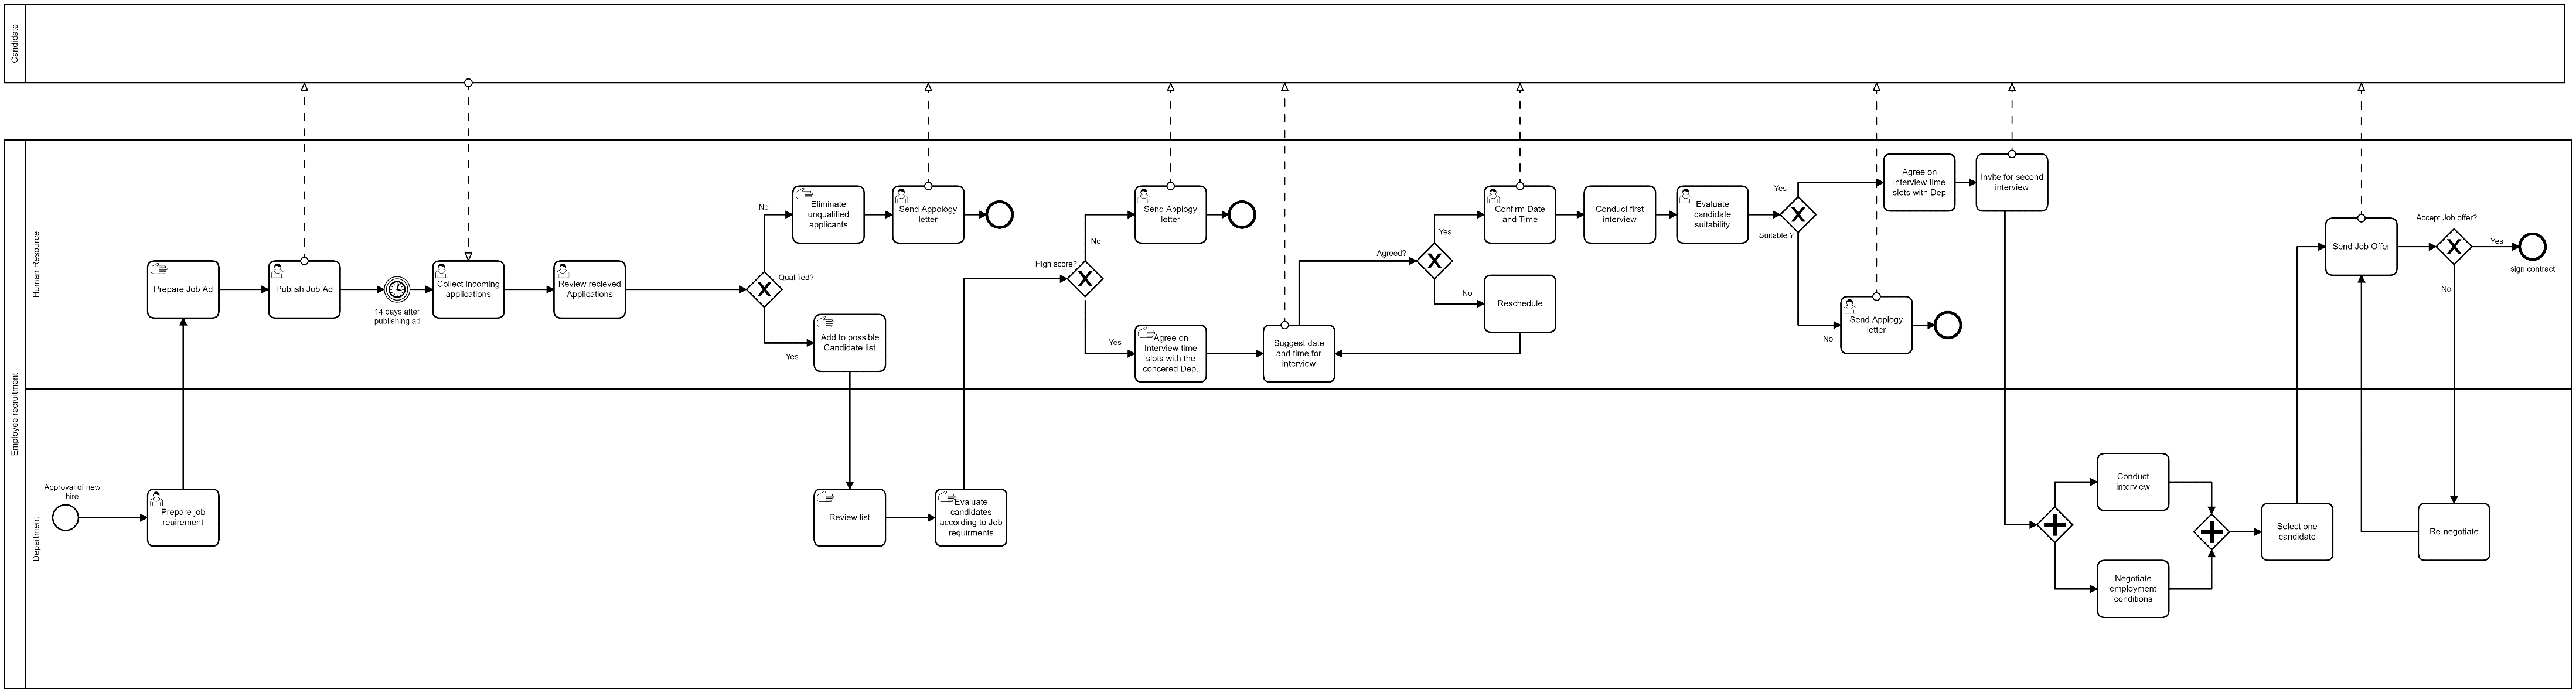 Candidate
Employee recruitment
Human Resource
Department
Approval of new
hire
Prepare job
reuirement
Prepare Job Ad
Publish Job Ad
14 days after
publishing ad
Collect incoming
applications
Review recieved
Applications
Qualified?
No
Eliminate
unqualified
applicants
Send Appology
letter
Yes
Add to possible
Candidate list
Review list
Evaluate
candidates
according to Job
requirments
High score?
No
Send Applogy
letter
Yes
Agree on
Interview time
slots with the
concered Dep.
Suggest date
and time for
interview
Agreed?
Yes
Confirm Date
and Time
No
Reschedule
Conduct first
interview
Evaluate
candidate
suitability
Suitable ?
Yes
Agree on
interview time
slots with Dep
Invite for second
interview
No
Send Applogy
letter
Conduct
interview
Negotiate
employment
conditions
Select one
candidate
Send Job Offer
Accept Job offer?
Yes
sign contract
No
Re-negotiate